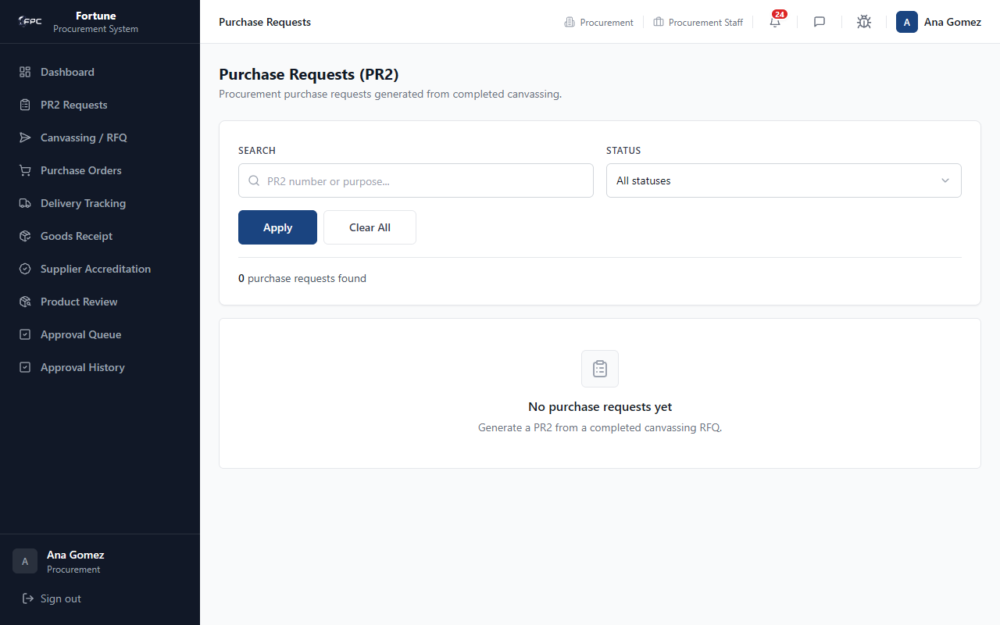 FPC
Fortune
Procurement System
Dashboard
PR2 Requests
Canvassing / RFQ
Purchase Orders
Delivery Tracking
Goods Receipt
Supplier Accreditation
Product Review
Approval Queue
Approval History
A
Ana Gomez
Procurement
Sign out
Purchase Requests
Procurement
Procurement Staff
24
A
Ana Gomez
Purchase Requests (PR2)
Procurement purchase requests generated from completed canvassing.
SEARCH
STATUS
PR2 number or purpose...
All statuses
Apply
Clear All
0 purchase requests found
No purchase requests yet
Generate a PR2 from a completed canvassing RFQ.